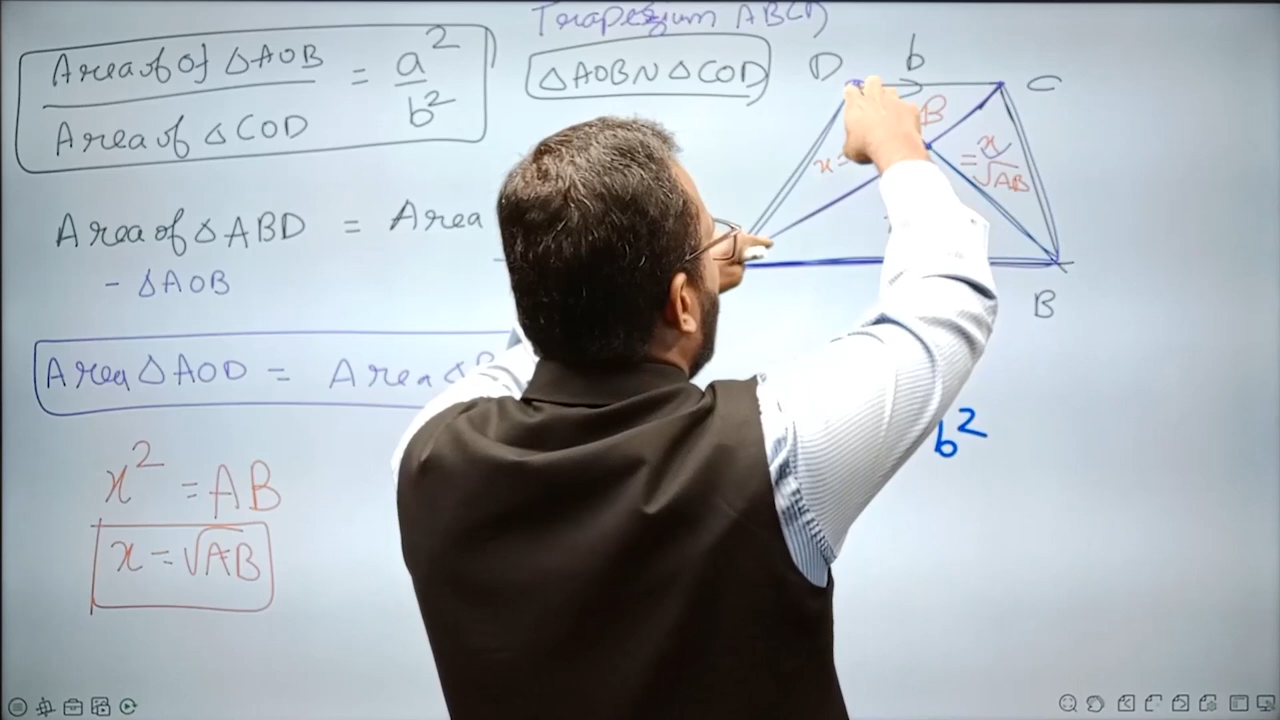 Trapezium ABCD
Area of of △AOB / Area of △COD = a² / b²
△AOB ~ △COD
D b C
B
x =
= x / √AB
B
Area of △ABD = Area
- △AOB
Area △AOD = Area △B
b²
x² = AB
x = √AB